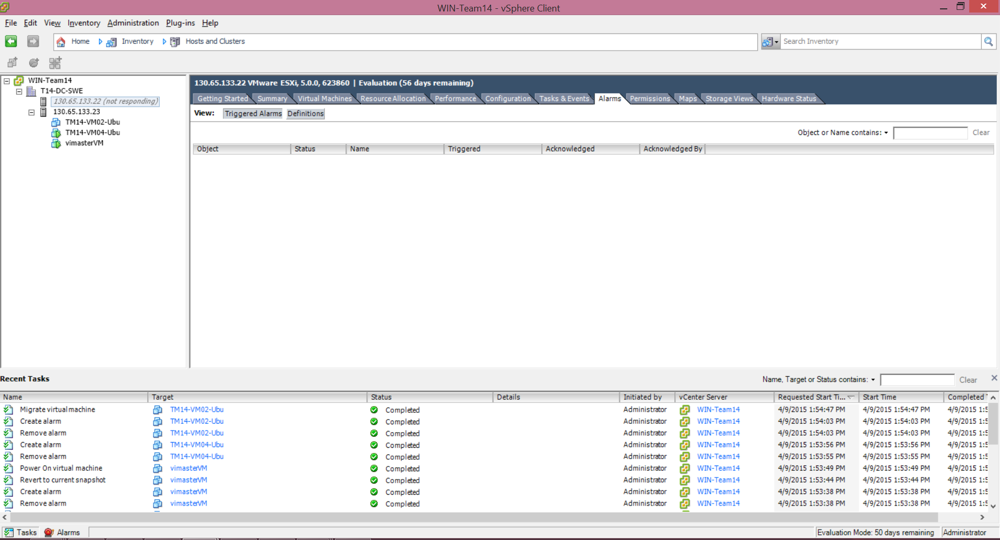 WIN-Team14 - vSphere Client
File Edit View Inventory Administration Plug-ins Help
Home Inventory Hosts and Clusters Search Inventory
WIN-Team14
T14-DC-SWE
130.65.133.22 (not responding)
130.65.133.23
TM14-VM02-Ubu
TM14-VM04-Ubu
vimasterVM
130.65.133.22 VMware ESXi, 5.0.0, 623860 | Evaluation (56 days remaining)
Getting Started Summary Virtual Machines Resource Allocation Performance Configuration Tasks & Events Alarms Permissions Maps Storage Views Hardware Status
View: Triggered Alarms Definitions
Object or Name contains: Clear
Object Status Name Triggered Acknowledged Acknowledged By
Recent Tasks Name, Target or Status contains: Clear
Name Target Status Details Initiated by vCenter Server Requested Start Ti... Start Time Completed
Migrate virtual machine TM14-VM02-Ubu Completed Administrator WIN-Team14 4/9/2015 1:54:47 PM 4/9/2015 1:54:47 PM 4/9/2015 1:5
Create alarm TM14-VM02-Ubu Completed Administrator WIN-Team14 4/9/2015 1:54:03 PM 4/9/2015 1:54:03 PM 4/9/2015 1:5
Remove alarm TM14-VM02-Ubu Completed Administrator WIN-Team14 4/9/2015 1:54:03 PM 4/9/2015 1:54:03 PM 4/9/2015 1:5
Create alarm TM14-VM04-Ubu Completed Administrator WIN-Team14 4/9/2015 1:53:56 PM 4/9/2015 1:53:56 PM 4/9/2015 1:5
Remove alarm TM14-VM04-Ubu Completed Administrator WIN-Team14 4/9/2015 1:53:55 PM 4/9/2015 1:53:55 PM 4/9/2015 1:5
Power On virtual machine vimasterVM Completed Administrator WIN-Team14 4/9/2015 1:53:49 PM 4/9/2015 1:53:49 PM 4/9/2015 1:5
Revert to current snapshot vimasterVM Completed Administrator WIN-Team14 4/9/2015 1:53:44 PM 4/9/2015 1:53:44 PM 4/9/2015 1:5
Create alarm vimasterVM Completed Administrator WIN-Team14 4/9/2015 1:53:38 PM 4/9/2015 1:53:38 PM 4/9/2015 1:5
Remove alarm vimasterVM Completed Administrator WIN-Team14 4/9/2015 1:53:38 PM 4/9/2015 1:53:38 PM 4/9/2015 1:5
Tasks Alarms Evaluation Mode: 50 days remaining Administrator